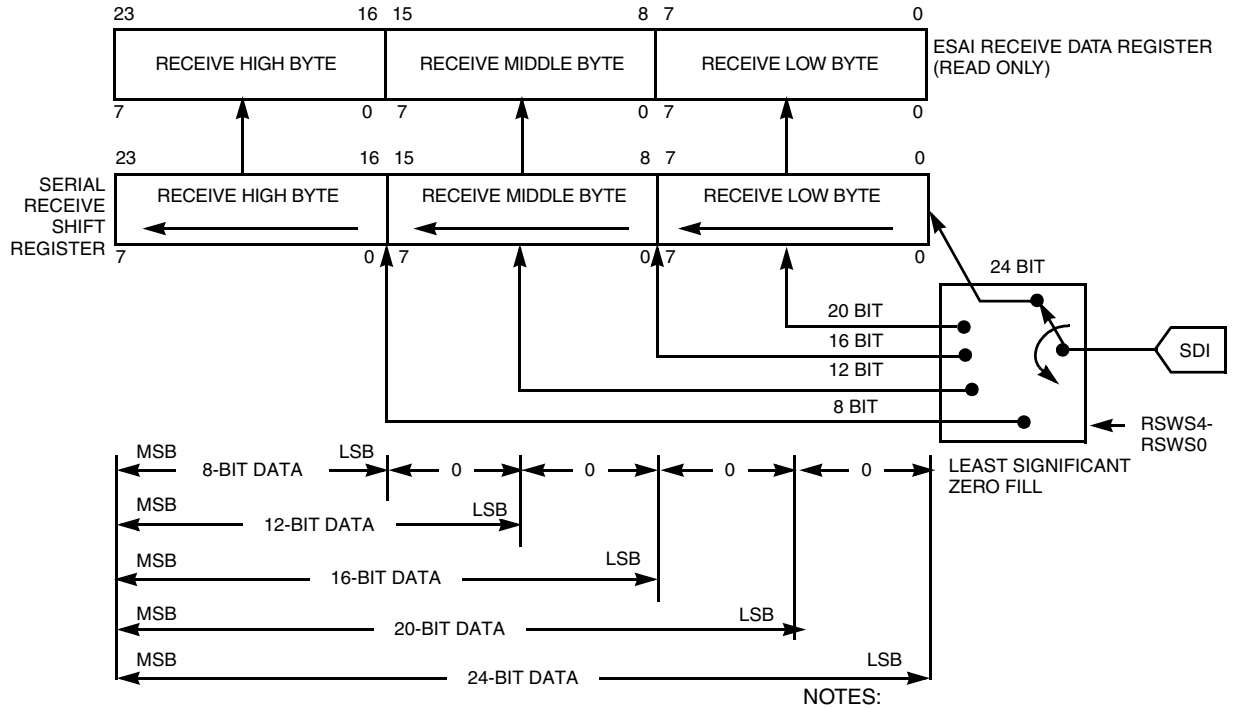 23 16 15 8 7 0
RECEIVE HIGH BYTE RECEIVE MIDDLE BYTE RECEIVE LOW BYTE
ESAI RECEIVE DATA REGISTER
(READ ONLY)
7 0 7 0 7 0
23 16 15 8 7 0
SERIAL
RECEIVE
SHIFT
REGISTER
RECEIVE HIGH BYTE RECEIVE MIDDLE BYTE RECEIVE LOW BYTE
7 0 7 0 7 0
24 BIT
20 BIT
16 BIT
12 BIT
8 BIT
SDI
RSWS4-
RSWS0
MSB 8-BIT DATA LSB 0 0 0 0
LEAST SIGNIFICANT
ZERO FILL
MSB 12-BIT DATA LSB
MSB 16-BIT DATA LSB
MSB 20-BIT DATA LSB
MSB 24-BIT DATA LSB
NOTES: